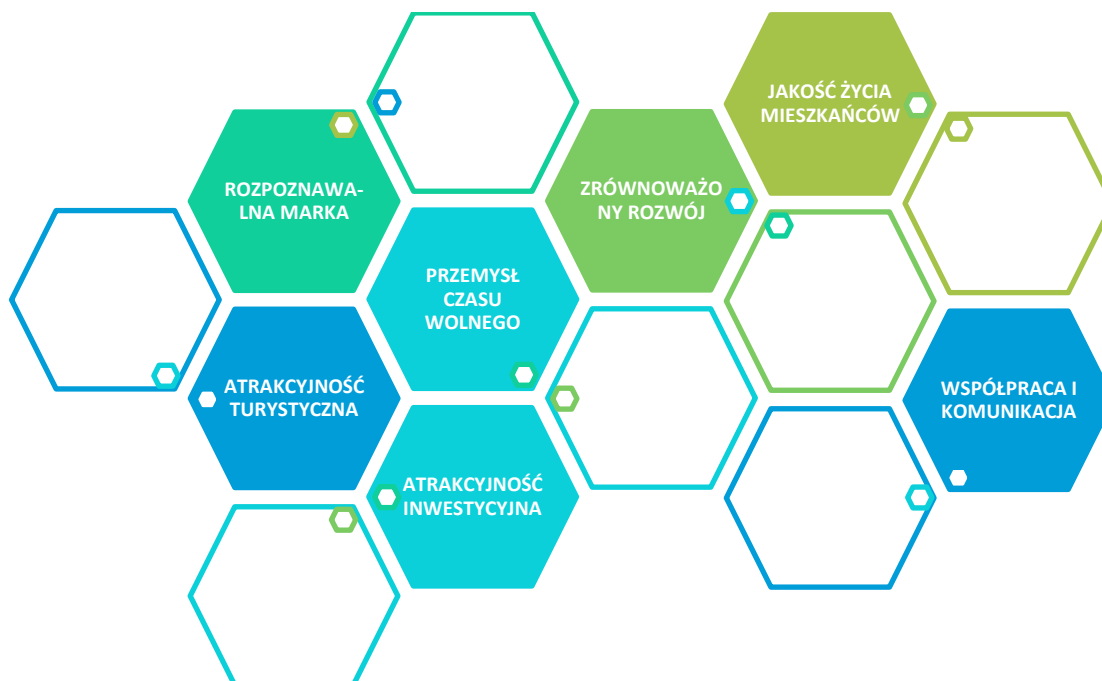 JAKOŚĆ ŻYCIA
MIESZKAŃCÓW
ROZPOZNAWA-
LNA MARKA
ZRÓWNOWAŻO
NY ROZWÓJ
PRZEMYSŁ
CZASU
WOLNEGO
ATRAKCYJNOŚĆ
TURYSTYCZNA
WSPÓŁPRACA I
KOMUNIKACJA
ATRAKCYJNOŚĆ
INWESTYCYJNA